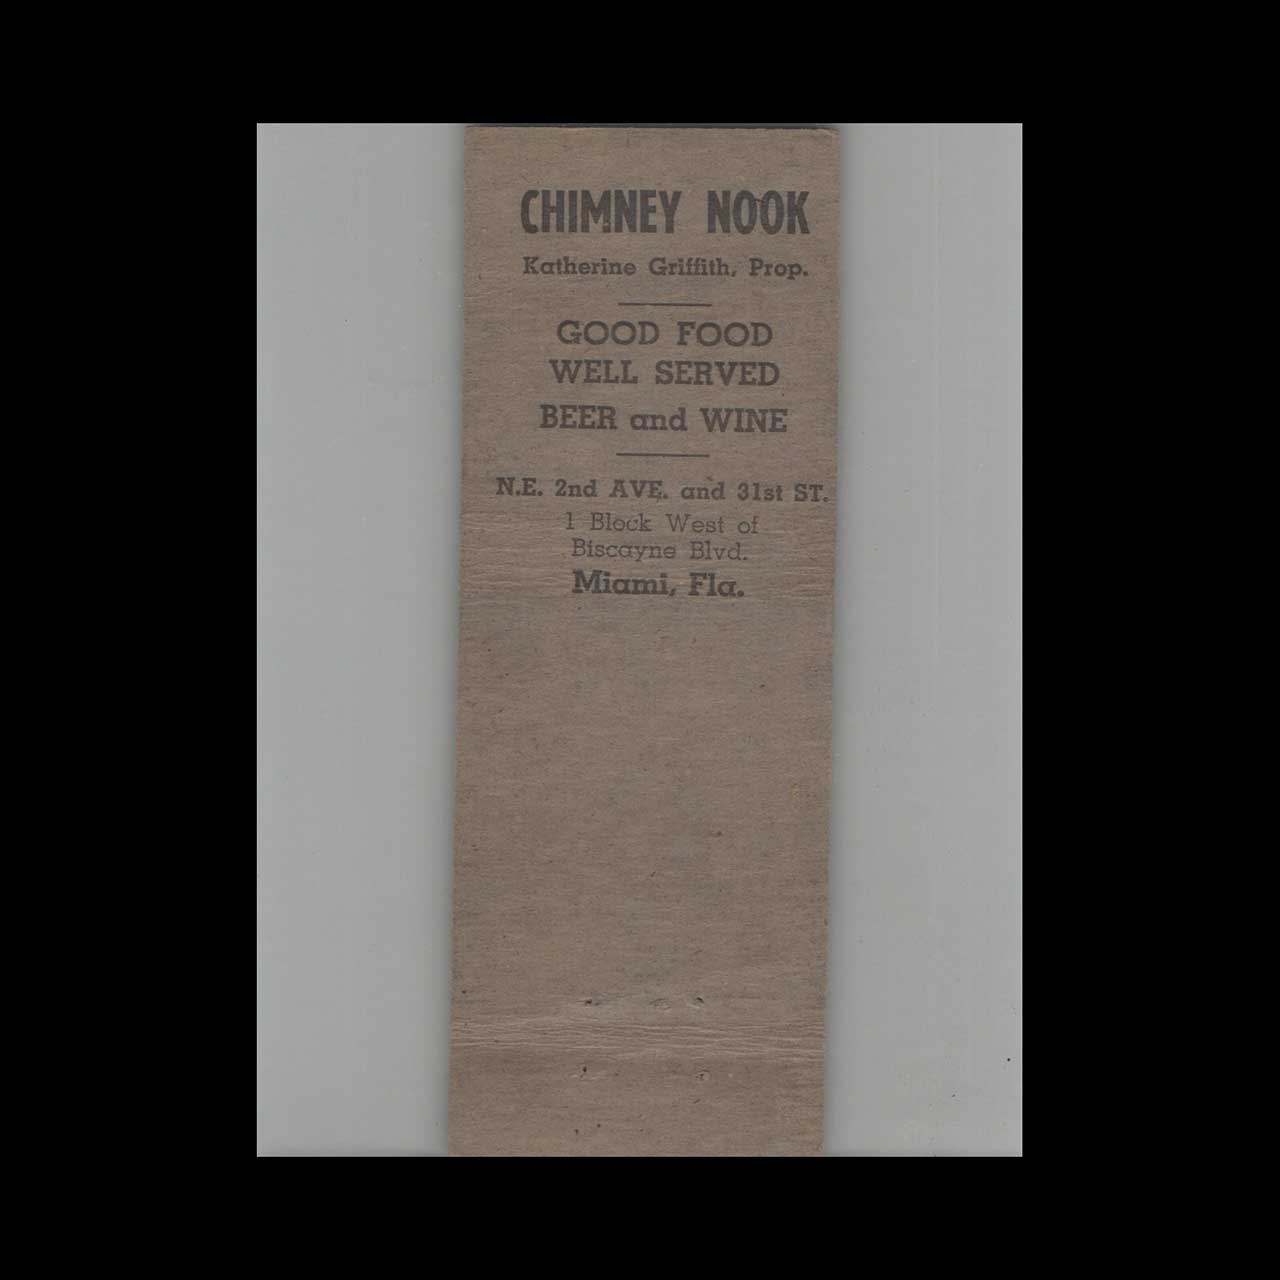 CHIMNEY NOOK
Katherine Griffith, Prop.
GOOD FOOD
WELL SERVED
BEER and WINE
N.E. 2nd AVE. and 31st ST.
1 Block West of
Biscayne Blvd.
Miami, Fla.